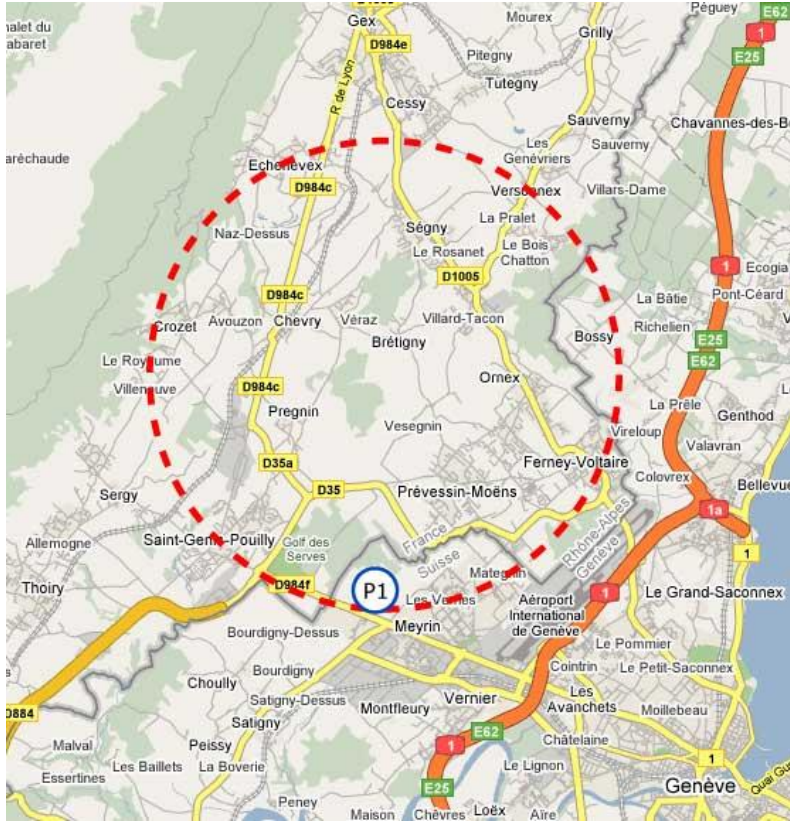 D1005
E62
Péguey
1
E25
halet du
abaret
Gex
Mourex
Grilly
D984e
Pitegny
Tutegny
R de Lyon
Cessy
Sauverny
Chavannes-des-B
Les
Genévriers
Sauverny
aréchaude
Echenevex
D984c
Versonnex
Villars-Dame
La Pralet
Naz-Dessus
Ségny
Le Rosanet
Le Bois
Chatton
D1005
1
Ecogia
D984c
La Bâtie
Pont-Céard
Crozet
Avouzon
Chevry
Véraz
Villard-Tacon
Richelien
Bossy
E25
E62
Brétigny
Le Royaume
Villeneuve
D984c
Ornex
La Prêle
Genthod
Pregnin
Vesegnin
Vireloup
Valavran
D35a
Ferney-Voltaire
Colovrex
Bellevue
Sergy
D35
Prévessin-Moëns
1a
Allemogne
Saint-Genis-Pouilly
Golf des
Serves
France
Suisse
Rhône-Alpes
Genève
1
Thoiry
D984f
P1
Les Vernes
Mategnin
Aéroport
International
de Genève
1
Le Grand-Saconnex
Bourdigny-Dessus
Meyrin
Le Pommier
Bourdigny
Cointrin
Le Petit-Saconnex
Choully
Satigny-Dessus
Montfleury
Vernier
Les
Avanchets
Moillebeau
D884
Satigny
E62
1
Châtelaine
Malval
Peissy
1
Essertines
Les Baillets
La Boverie
Le Lignon
Genève
E25
Quai Gu
Peney
Maison
Chèvres
Loëx
Aïre